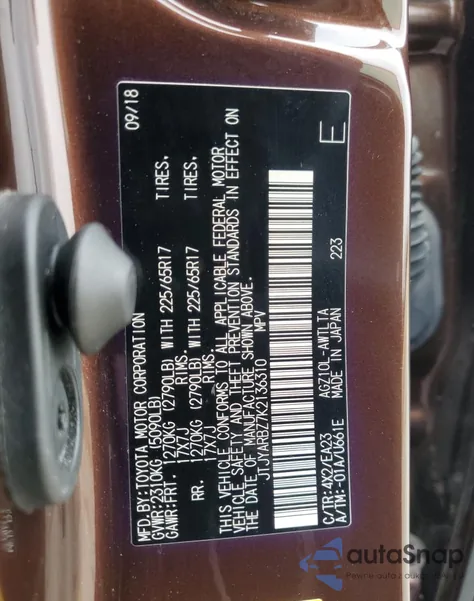 MFD.BY:TOYOTA MOTOR CORPORATION 09/18
GVWR:2310KG (5090LB)
GAWR:FRT. 1270KG (2790LB) WITH 225/65R17 TIRES.
17X7J RIMS.
RR. 1270KG (2790LB) WITH 225/65R17 TIRES.
17X7J RIMS.
THIS VEHICLE CONFORMS TO ALL APPLICABLE FEDERAL MOTOR
VEHICLE SAFETY AND THEFT PREVENTION STANDARDS IN EFFECT ON
THE DATE OF MANUFACTURE SHOWN ABOVE.
JTJYARBZ7K2136310 MPV
E
C/TR:4X2/EA23 AGZ10L-AWTLTA 223
A/TM:-01A/U661E MADE IN JAPAN
autoSnap